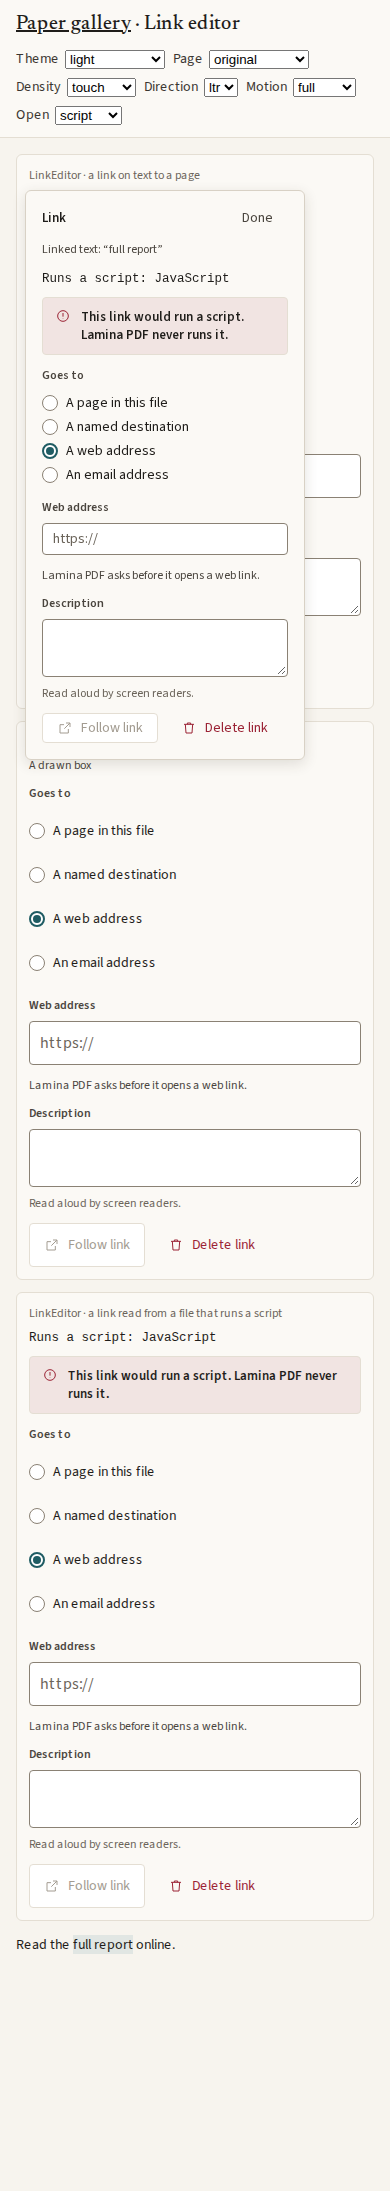 Paper gallery · Link editor
Theme light Page original
Density touch Direction ltr Motion full
Open script
LinkEditor · a link on text to a page
Link Done
Linked text: “full report”
Runs a script: JavaScript
This link would run a script.
Lamina PDF never runs it.
Goes to
A page in this file
A named destination
A web address
An email address
Web address
https://
Lamina PDF asks before it opens a web link.
Description
Read aloud by screen readers.
Follow link Delete link
A drawn box
Goes to
A page in this file
A named destination
A web address
An email address
Web address
https://
Lamina PDF asks before it opens a web link.
Description
Read aloud by screen readers.
Follow link Delete link
LinkEditor · a link read from a file that runs a script
Runs a script: JavaScript
This link would run a script. Lamina PDF never
runs it.
Goes to
A page in this file
A named destination
A web address
An email address
Web address
https://
Lamina PDF asks before it opens a web link.
Description
Read aloud by screen readers.
Follow link Delete link
Read the full report online.